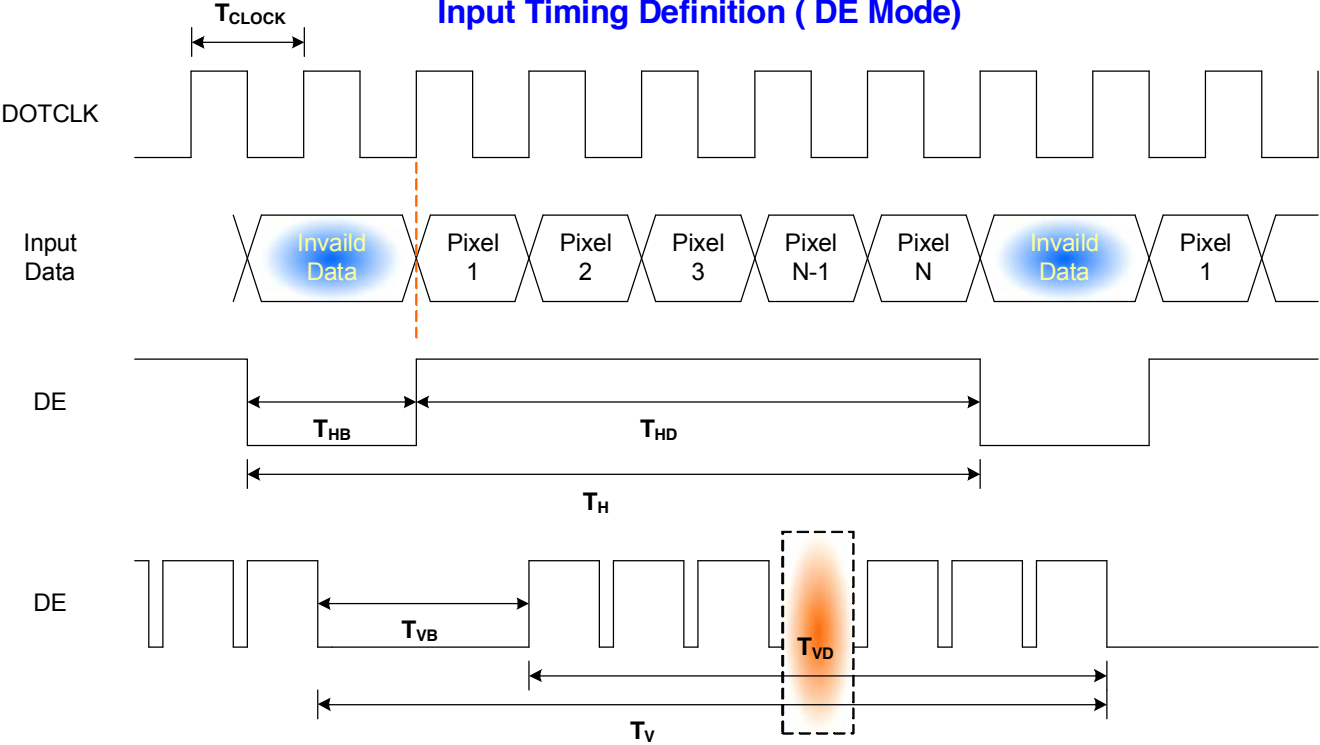 Input Timing Definition ( DE Mode)
TCLOCK
DOTCLK
Input
Data
Invaild
Data
Pixel
1
Pixel
2
Pixel
3
Pixel
N-1
Pixel
N
Invaild
Data
Pixel
1
DE
THB
THD
TH
DE
TVB
TVD
TV